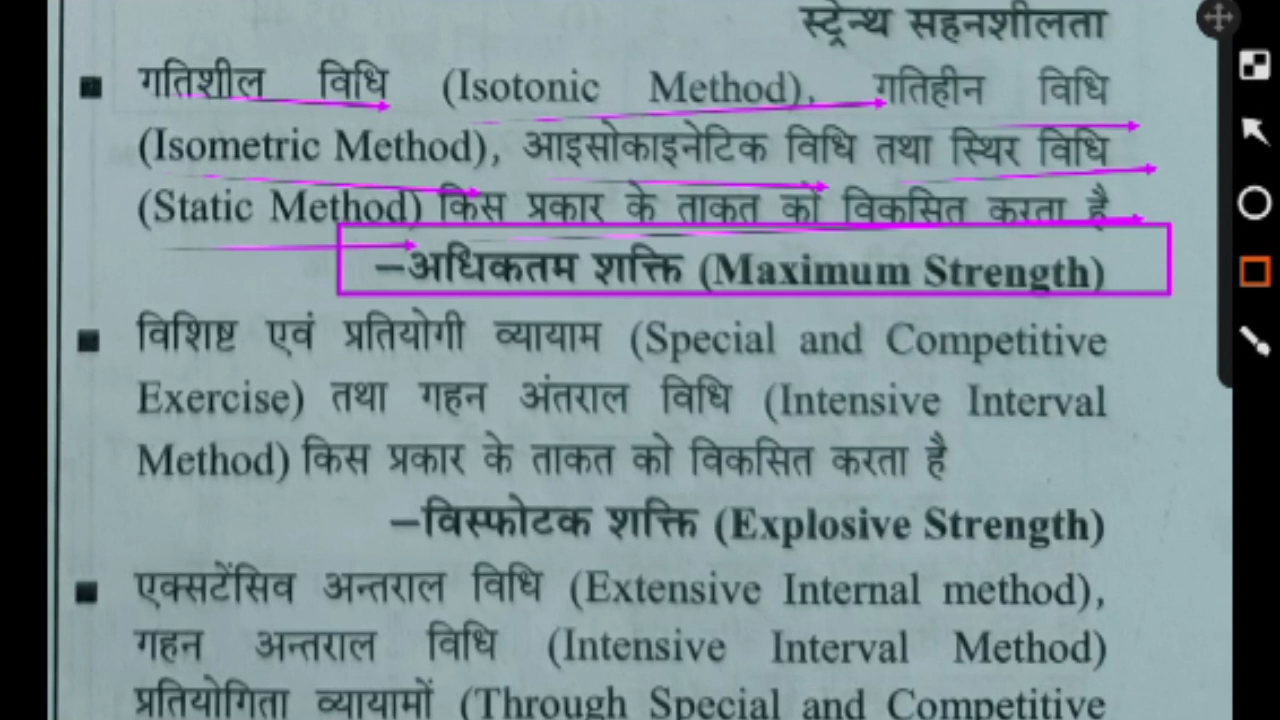 स्ट्रेन्थ सहनशीलता
■ गतिशील विधि (Isotonic Method), गतिहीन विधि
(Isometric Method), आइसोकाइनेटिक विधि तथा स्थिर विधि
(Static Method) किस प्रकार के ताकत को विकसित करता है
–अधिकतम शक्ति (Maximum Strength)
■ विशिष्ट एवं प्रतियोगी व्यायाम (Special and Competitive
Exercise) तथा गहन अंतराल विधि (Intensive Interval
Method) किस प्रकार के ताकत को विकसित करता है
–विस्फोटक शक्ति (Explosive Strength)
■ एक्सटेंसिव अन्तराल विधि (Extensive Internal method),
गहन अन्तराल विधि (Intensive Interval Method)
प्रतियोगिता व्यायामों (Through Special and Competitive